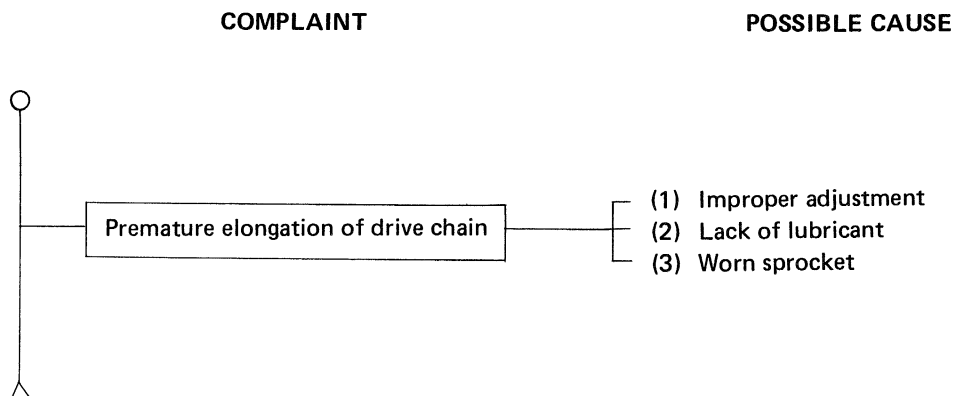 COMPLAINT POSSIBLE CAUSE
Premature elongation of drive chain
(1) Improper adjustment
(2) Lack of lubricant
(3) Worn sprocket